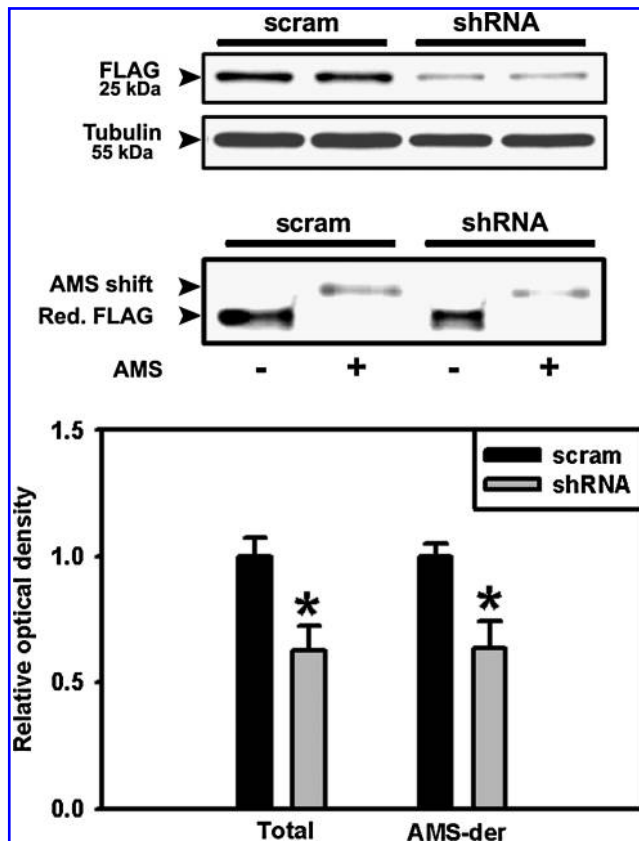 scram shRNA
FLAG
25 kDa
Tubulin
55 kDa
scram shRNA
AMS shift
Red. FLAG
AMS - + - +
1.5
scram
shRNA
1.0
* *
0.5
0.0
Relative optical density
Total AMS-der